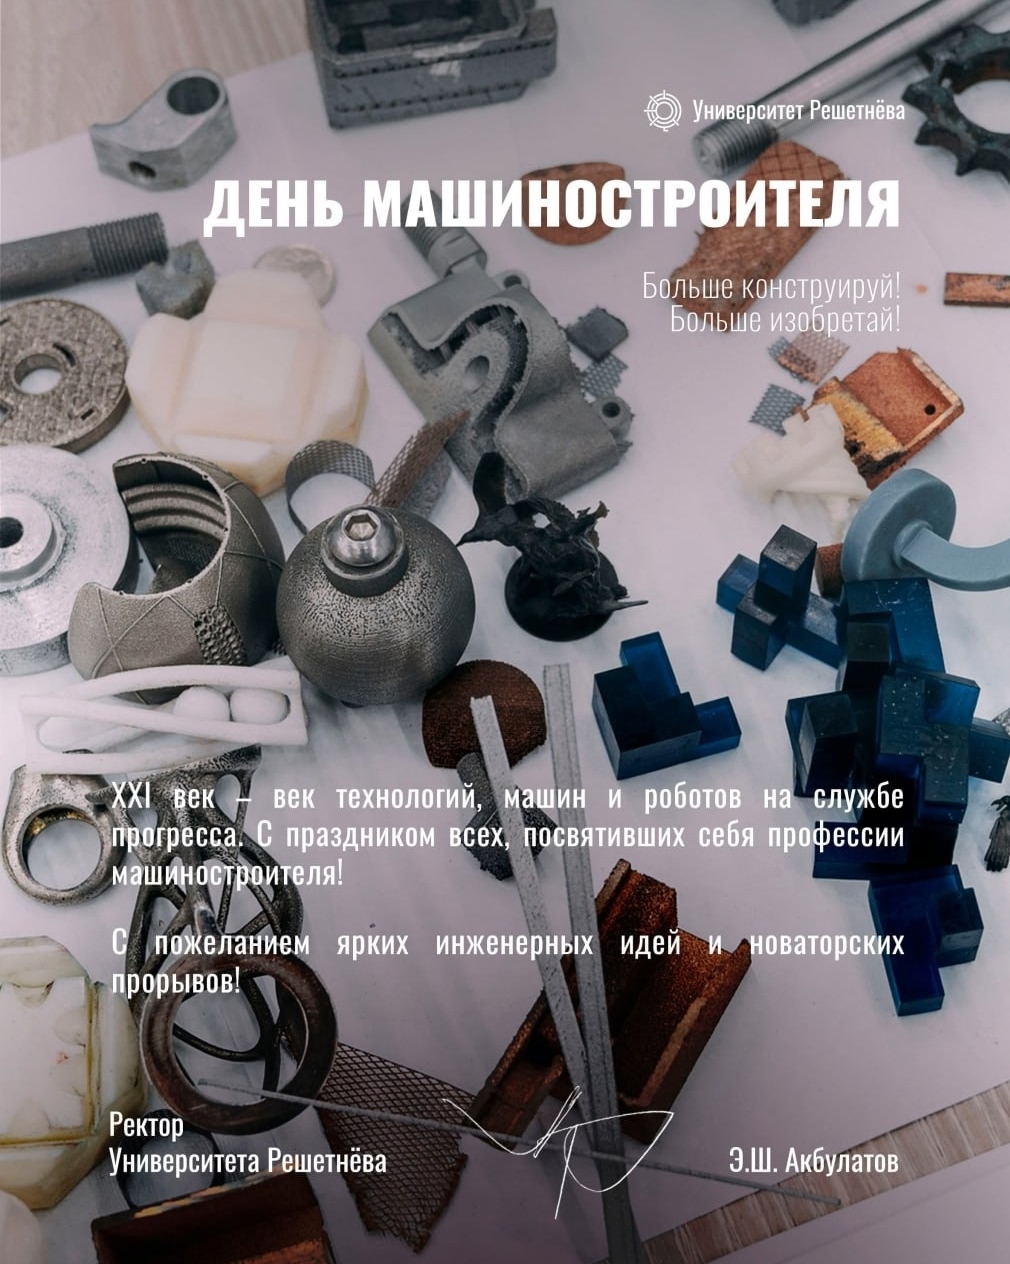 Университет Решетнёва
ДЕНЬ МАШИНОСТРОИТЕЛЯ
Больше конструируй!
Больше изобретай!
XXI век – век технологий, машин и роботов на службе
прогресса. С праздником всех, посвятивших себя профессии
машиностроителя!
С пожеланием ярких инженерных идей и новаторских
прорывов!
Ректор
Университета Решетнёва
Э.Ш. Акбулатов